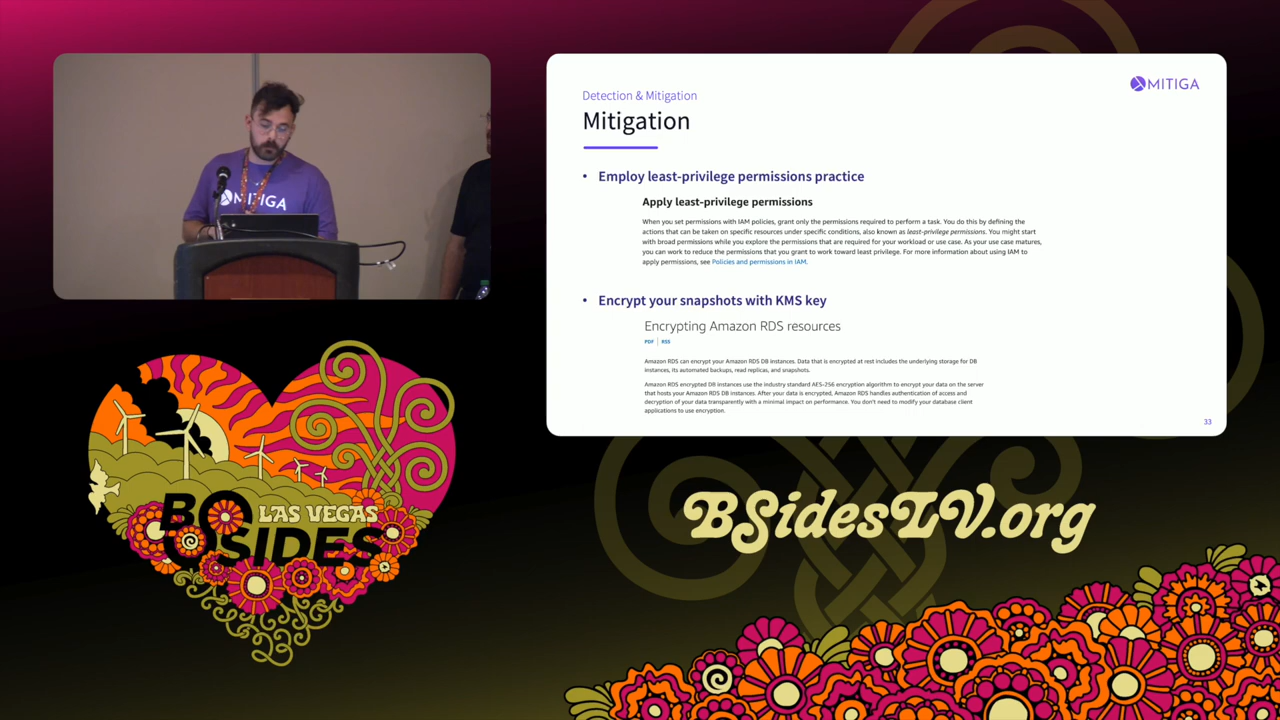 MITIGA
Detection & Mitigation
Mitigation
MITIGA
• Employ least-privilege permissions practice
Apply least-privilege permissions
When you set permissions with IAM policies, grant only the permissions required to perform a task. You do this by defining the
actions that can be taken on specific resources under specific conditions, also known as least-privilege permissions. You might start
with broad permissions while you explore the permissions that are required for your workload or use case. As your use case matures,
you can work to reduce the permissions that you grant to work toward least privilege. For more information about using IAM to
apply permissions, see Policies and permissions in IAM.
• Encrypt your snapshots with KMS key
Encrypting Amazon RDS resources
PDF | RSS
Amazon RDS can encrypt your Amazon RDS DB instances. Data that is encrypted at rest includes the underlying storage for DB
instances, its automated backups, read replicas, and snapshots.
Amazon RDS encrypted DB instances use the industry standard AES-256 encryption algorithm to encrypt your data on the server
that hosts your Amazon RDS DB instances. After your data is encrypted, Amazon RDS handles authentication of access and
decryption of your data transparently with a minimal impact on performance. You don't need to modify your database client
applications to use encryption.
33
BSIDES
LAS VEGAS
23
BSidesLV.org